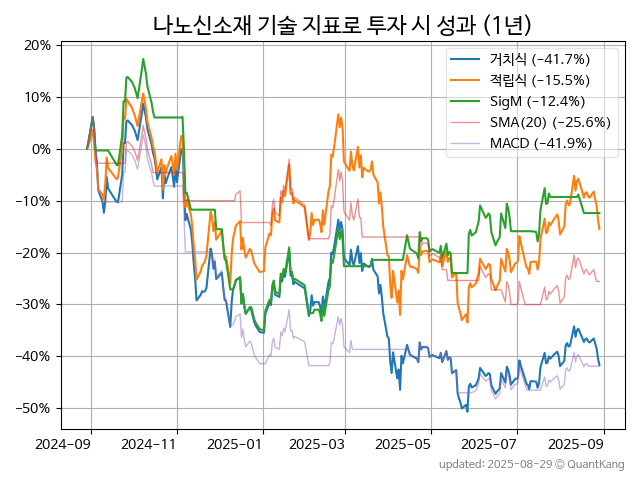 나노신소재 기술 지표로 투자 시 성과 (1년)
거치식 (−41.7%)
적립식 (−15.5%)
SigM (−12.4%)
SMA(20) (−25.6%)
MACD (−41.9%)
20%
10%
0%
−10%
−20%
−30%
−40%
−50%
2024-09 2024-11 2025-01 2025-03 2025-05 2025-07 2025-09
updated: 2025-08-29 © QuantKang